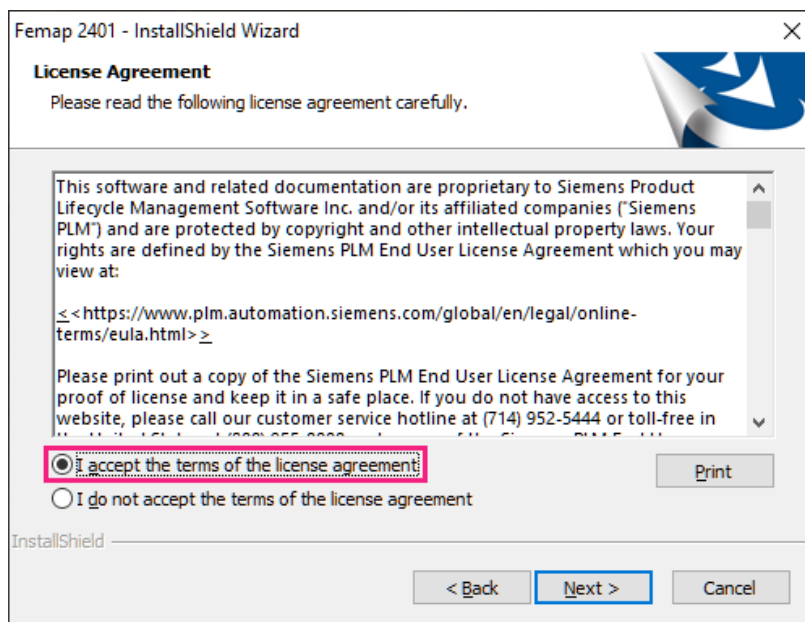 Femap 2401 - InstallShield Wizard
License Agreement
Please read the following license agreement carefully.
This software and related documentation are proprietary to Siemens Product
Lifecycle Management Software Inc. and/or its affiliated companies ("Siemens
PLM") and are protected by copyright and other intellectual property laws. Your
rights are defined by the Siemens PLM End User License Agreement which you may
view at:
<<https://www.plm.automation.siemens.com/global/en/legal/online-
terms/eula.html>>
Please print out a copy of the Siemens PLM End User License Agreement for your
proof of license and keep it in a safe place. If you do not have access to this
website, please call our customer service hotline at (714) 952-5444 or toll-free in
I accept the terms of the license agreement
Print
I do not accept the terms of the license agreement
InstallShield
< Back
Next >
Cancel